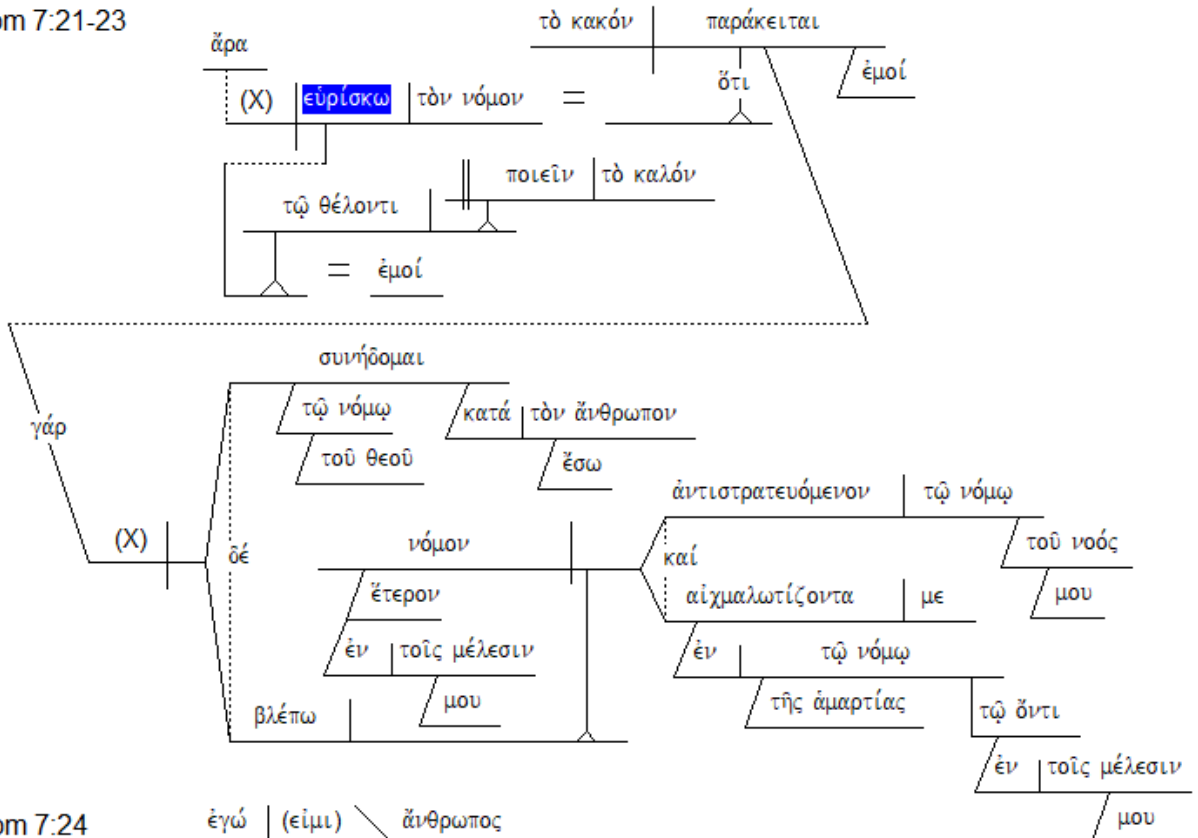 om 7:21-23
ἄρα
τὸ κακόν παράκειται
ὅτι ἐμοί
(X) εὑρίσκω τὸν νόμον =
ποιεῖν τὸ καλόν
τῷ θέλοντι
= ἐμοί
συνήδομαι
τῷ νόμῳ κατά τὸν ἄνθρωπον
γάρ
τοῦ θεοῦ ἔσω
ἀντιστρατευόμενον τῷ νόμῳ
(X) δέ νόμον καί τοῦ νοός
ἕτερον αἰχμαλωτίζοντα με μου
ἐν τοῖς μέλεσιν ἐν τῷ νόμῳ
μου τῆς ἁμαρτίας τῷ ὄντι
βλέπω
ἐν τοῖς μέλεσιν
om 7:24 ἐγώ (εἰμι) ἄνθρωπος μου